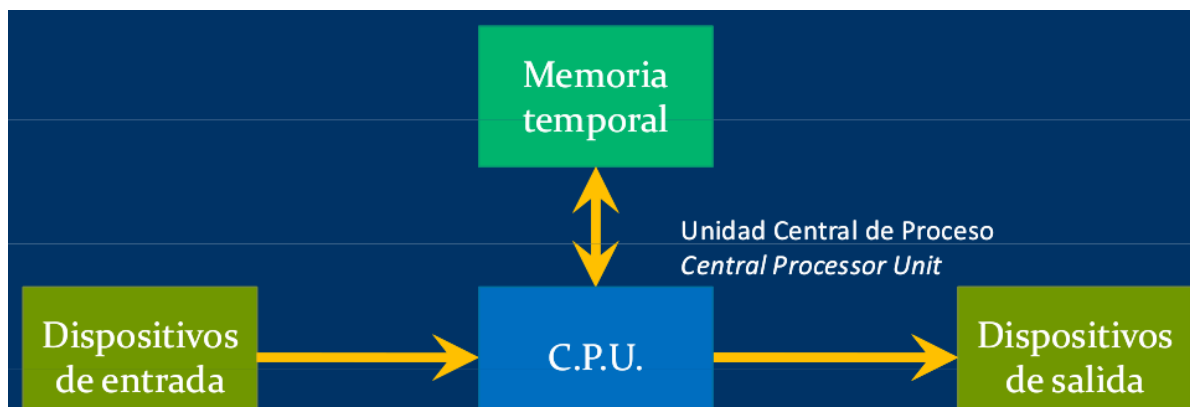 Memoria
temporal
Unidad Central de Proceso
Central Processor Unit
Dispositivos
de entrada
C.P.U.
Dispositivos
de salida